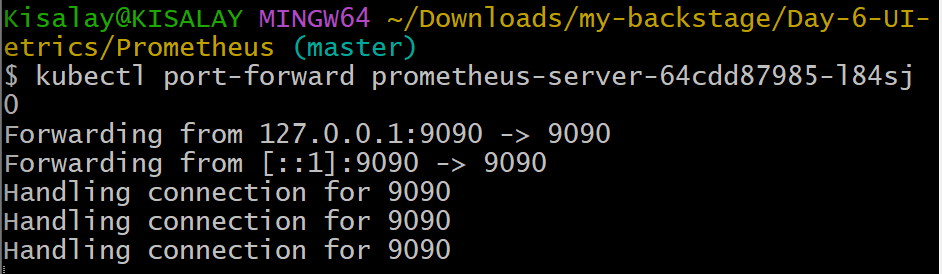 Kisalay@KISALAY MINGW64 ~/Downloads/my-backstage/Day-6-UI-
etrics/Prometheus (master)
$ kubectl port-forward prometheus-server-64cdd87985-l84sj
0
Forwarding from 127.0.0.1:9090 -> 9090
Forwarding from [::1]:9090 -> 9090
Handling connection for 9090
Handling connection for 9090
Handling connection for 9090